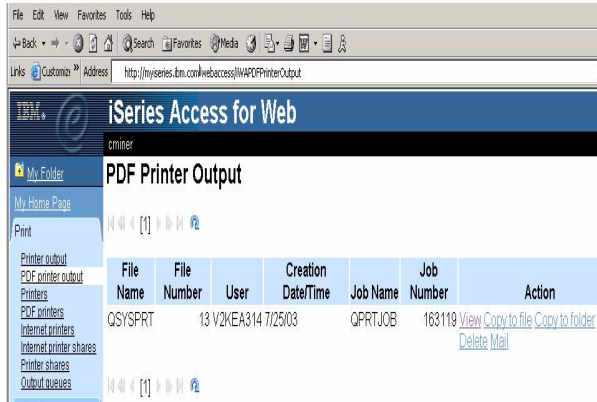 File Edit View Favorites Tools Help
Back Search Favorites Media
Links Customize » Address http://myiseries.ibm.com/webaccess/iWAPDFPrinterOutput
IBM® iSeries Access for Web
cminer
My Folder
My Home Page
Print
Printer output
PDF printer output
Printers
PDF printers
Internet printers
Internet printer shares
Printer shares
Output queues
PDF Printer Output
[1]
File Name File Number User Creation Date/Time Job Name Job Number Action
QSYSPRT 13 V2KEA314 7/25/03 QPRTJOB 163119 View Copy to file Copy to folder
Delete Mail
[1]